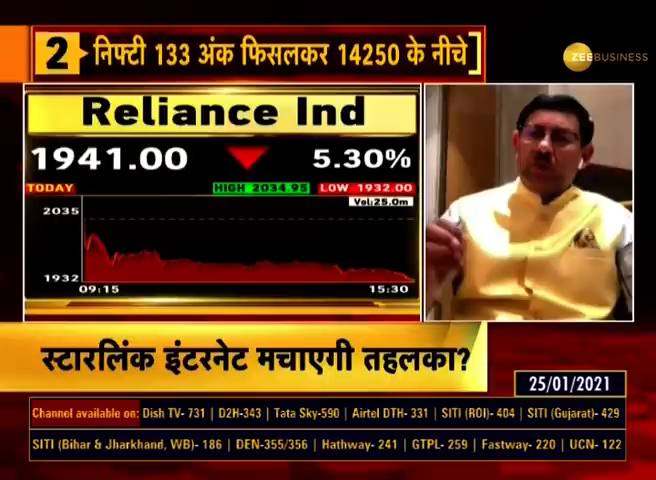 2 निफ्टी 133 अंक फिसलकर 14250 के नीचे
ZEEBUSINESS
Reliance Ind
1941.00 5.30%
TODAY HIGH 2034.95 LOW 1932.00
Vol:25.0m
2035
1932
09:15 15:30
स्टारलिंक इंटरनेट मचाएगी तहलका?
25/01/2021
Channel available on: Dish TV- 731 | D2H-343 | Tata Sky-590 | Airtel DTH- 331 | SITI (ROI)- 404 | SITI (Gujarat)- 429
SITI (Bihar & Jharkhand, WB)- 186 | DEN-355/356 | Hathway- 241 | GTPL- 259 | Fastway- 220 | UCN- 122